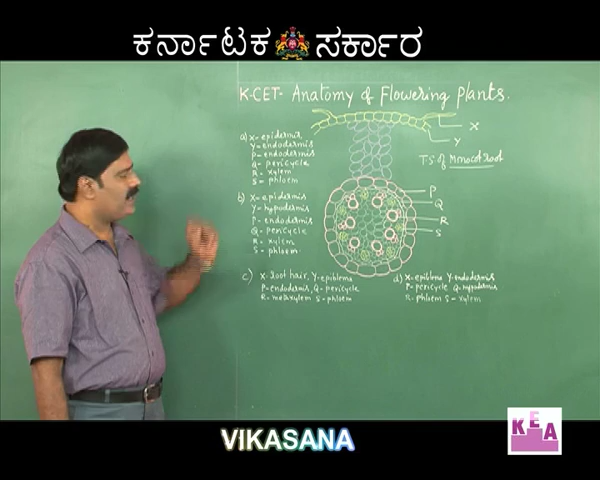 ಕರ್ನಾಟಕ ಸರ್ಕಾರ
K-CET- Anatomy of Flowering plants.
X
Y
TS of Monocot root
a) X- epidermis
Y- endodermis
P- endodermis
Q- pericycle
R- xylem
S- phloem
b) X- epidermis
Y- hypodermis
P- endodermis
Q- pericycle
R- xylem
S- phloem
P
Q
R
S
c) X- Root hair, Y- epiblema
P- endodermis, Q- pericycle
R- metaxylem S- phloem
d) X- epiblema Y- endodermis
P- pericycle Q- hypodermis
R- phloem S- xylem
VIKASANA
KEA